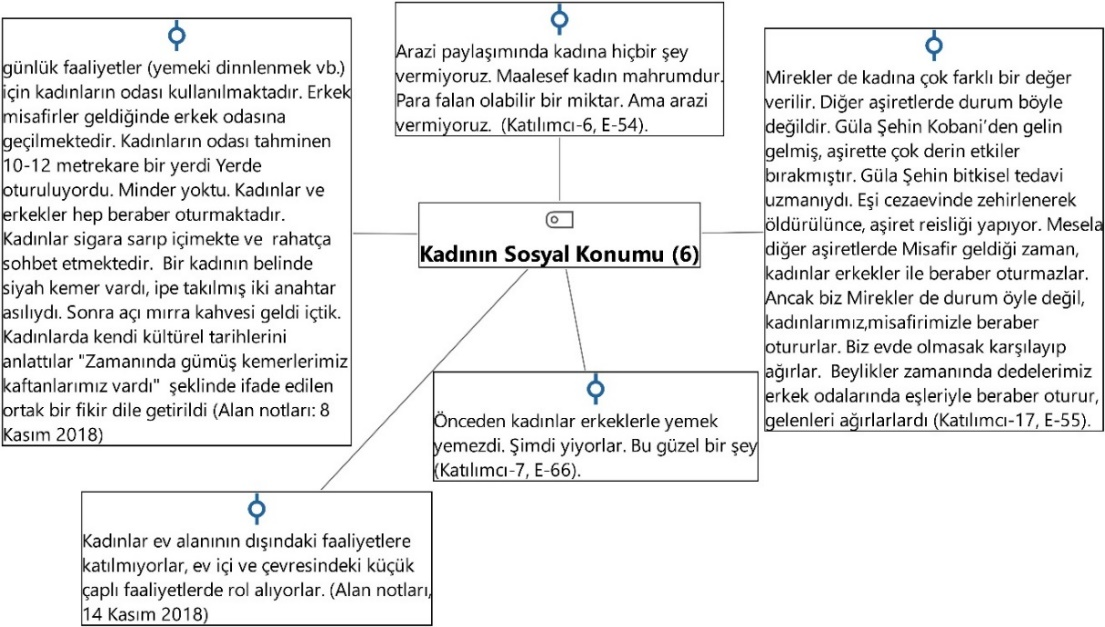 günlük faaliyetler (yemeki dinnlenmek vb.)
için kadınların odası kullanılmaktadır. Erkek
misafirler geldiğinde erkek odasına
geçilmektedir. Kadınların odası tahminen
10-12 metrekare bir yerdi Yerde
oturuluyordu. Minder yoktu. Kadınlar ve
erkekler hep beraber oturmaktadır.
Kadınlar sigara sarıp içimekte ve rahatça
sohbet etmektedir. Bir kadının belinde
siyah kemer vardı, ipe takılmış iki anahtar
asılıydı. Sonra açı mırra kahvesi geldi içtik.
Kadınlarda kendi kültürel tarihlerini
anlattılar "Zamanında gümüş kemerlerimiz
kaftanlarımız vardı" şeklinde ifade edilen
ortak bir fikir dile getirildi (Alan notları: 8
Kasım 2018)
Arazi paylaşımında kadına hiçbir şey
vermiyoruz. Maalesef kadın mahrumdur.
Para falan olabilir bir miktar. Ama arazi
vermiyoruz. (Katılımcı-6, E-54).
Mirekler de kadına çok farklı bir değer
verilir. Diğer aşiretlerde durum böyle
değildir. Güla Şehin Kobani’den gelin
gelmiş, aşirette çok derin etkiler
bırakmıştır. Güla Şehin bitkisel tedavi
uzmanıydı. Eşi cezaevinde zehirlenerek
öldürülünce, aşiret reisliği yapıyor. Mesela
diğer aşiretlerde Misafir geldiği zaman,
kadınlar erkekler ile beraber oturmazlar.
Ancak biz Mirekler de durum öyle değil,
kadınlarımız,misafirimizle beraber
otururlar. Biz evde olmasak karşılayıp
ağırlar. Beylikler zamanında dedelerimiz
erkek odalarında eşleriyle beraber oturur,
gelenleri ağırlarlardı (Katılımcı-17, E-55).
Kadının Sosyal Konumu (6)
Önceden kadınlar erkeklerle yemek
yemezdi. Şimdi yiyorlar. Bu güzel bir şey
(Katılımcı-7, E-66).
Kadınlar ev alanının dışındaki faaliyetlere
katılmıyorlar, ev içi ve çevresindeki küçük
çaplı faaliyetlerde rol alıyorlar. (Alan notları,
14 Kasım 2018)